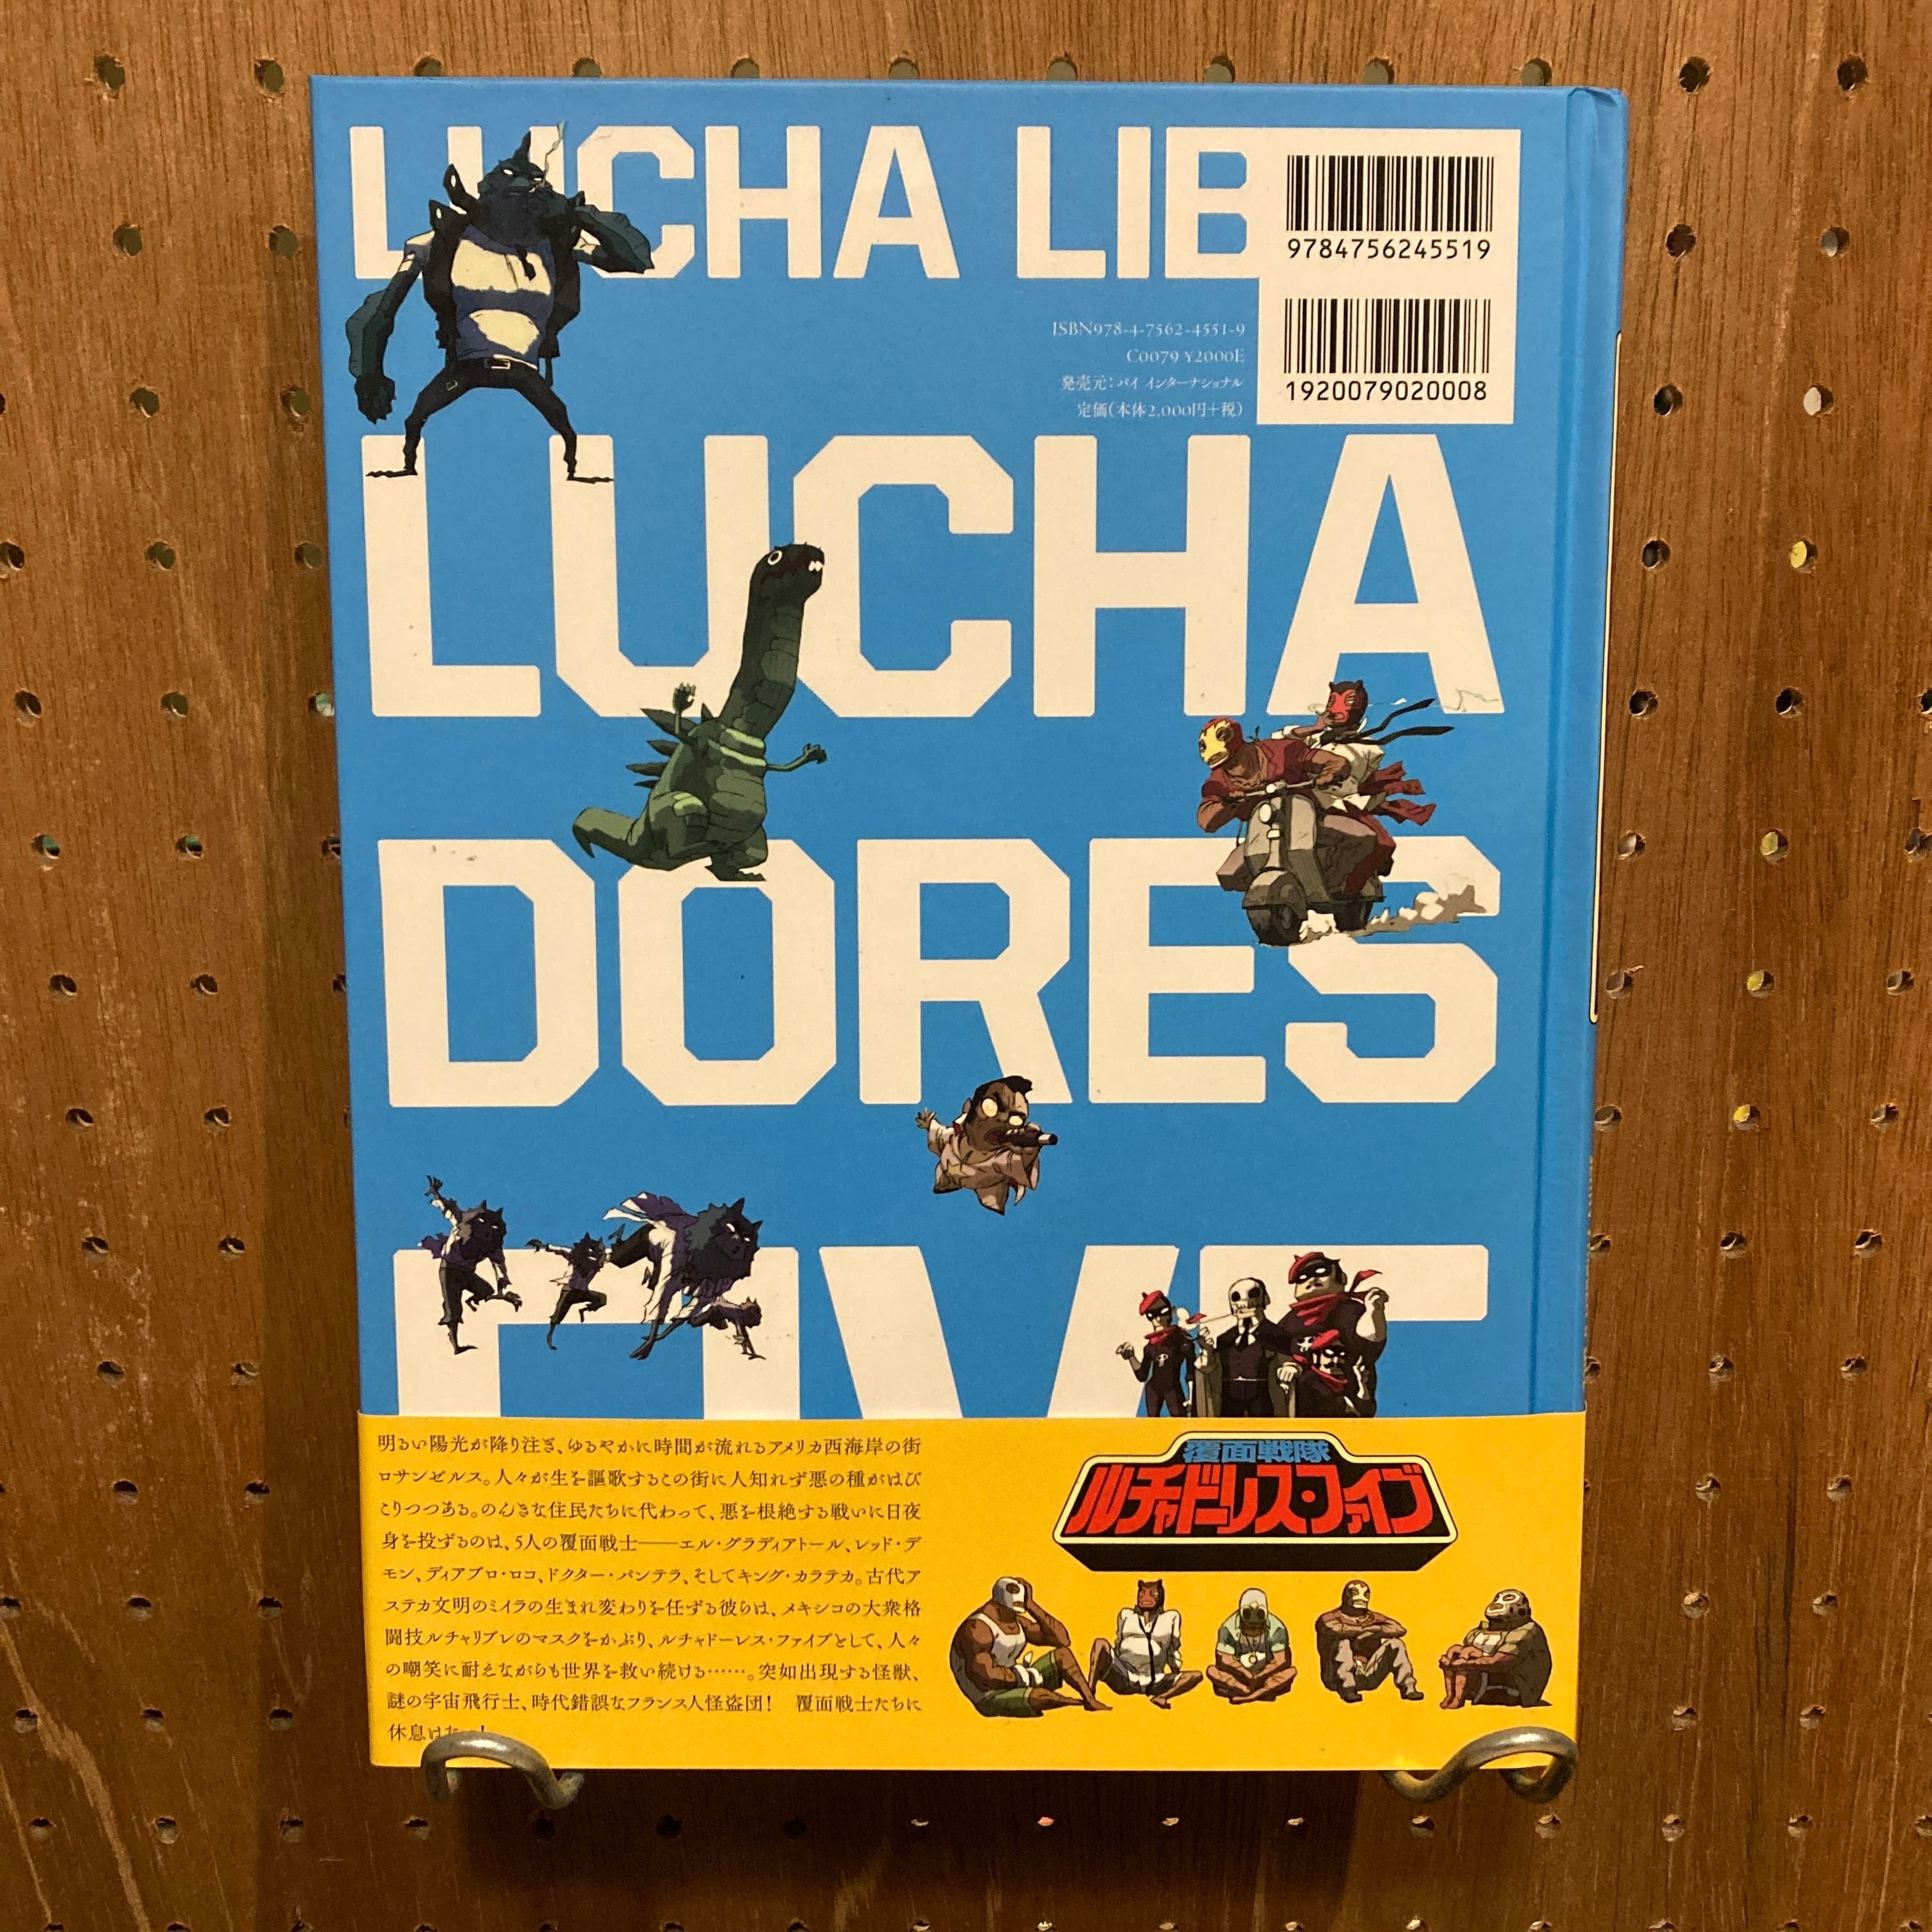 LUCHA LIB
9784756245519
ISBN978-4-7562-4551-9
C0079 ¥2000E
発売元:パイ インターナショナル
定価(本体2,000円+税)
1920079020008
LUCHA
DORES
FIVE
明るい陽光が降り注ぎ、ゆるやかに時間が流れるアメリカ西海岸の街
ロサンゼルス。人々が生を謳歌するこの街に人知れず悪の種がはび
こりつつある。のんきな住民たちに代わって、悪を根絶する戦いに日夜
身を投ずるのは、5人の覆面戦士――エル・グラディアトール、レッド・デ
モン、ディアブロ・ロコ、ドクター・パンテラ、そしてキング・カラテカ。古代ア
ステカ文明のミイラの生まれ変わりを任ずる彼らは、メキシコの大衆格
闘技ルチャリブレのマスクをかぶり、ルチャドーレス・ファイブとして、人々
の嘲笑に耐えながらも世界を救い続ける……。突如出現する怪獣、
謎の宇宙飛行士、時代錯誤なフランス人怪盗団! 覆面戦士たちに
休息はない!
覆面戦隊
ルチャドーレス・ファイブ